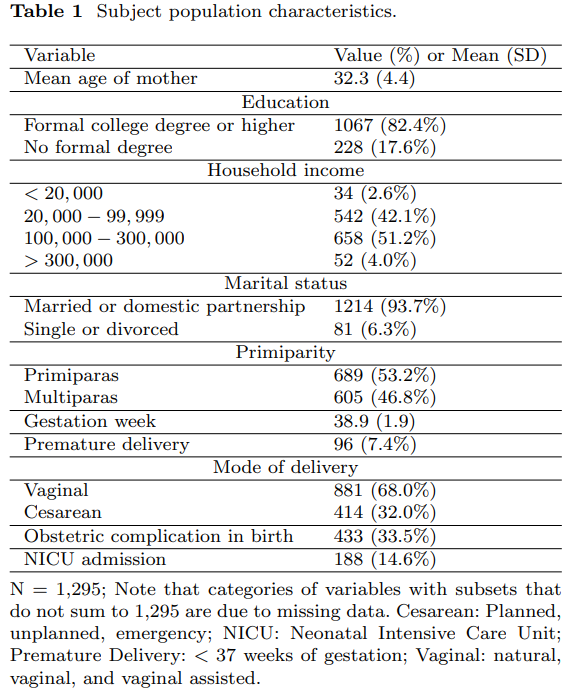 Table 1 Subject population characteristics.
Variable Value (%) or Mean (SD)
Mean age of mother 32.3 (4.4)
Education
Formal college degree or higher 1067 (82.4%)
No formal degree 228 (17.6%)
Household income
< 20, 000 34 (2.6%)
20, 000 − 99, 999 542 (42.1%)
100, 000 − 300, 000 658 (51.2%)
> 300, 000 52 (4.0%)
Marital status
Married or domestic partnership 1214 (93.7%)
Single or divorced 81 (6.3%)
Primiparity
Primiparas 689 (53.2%)
Multiparas 605 (46.8%)
Gestation week 38.9 (1.9)
Premature delivery 96 (7.4%)
Mode of delivery
Vaginal 881 (68.0%)
Cesarean 414 (32.0%)
Obstetric complication in birth 433 (33.5%)
NICU admission 188 (14.6%)
N = 1,295; Note that categories of variables with subsets that
do not sum to 1,295 are due to missing data. Cesarean: Planned,
unplanned, emergency; NICU: Neonatal Intensive Care Unit;
Premature Delivery: < 37 weeks of gestation; Vaginal: natural,
vaginal, and vaginal assisted.